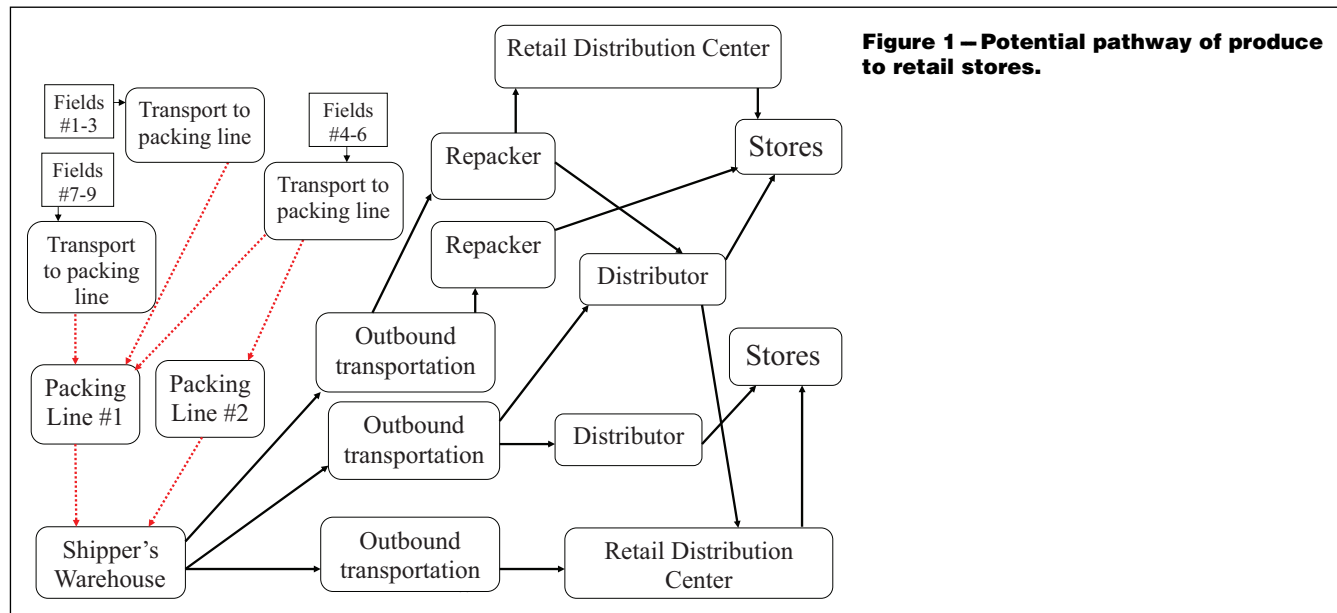 Figure 1—Potential pathway of produce
to retail stores.
Retail Distribution Center
Fields
#1-3
Transport to
packing line
Fields
#4-6
Stores
Repacker
Fields
#7-9
Transport to
packing line
Transport
to packing
line
Repacker
Distributor
Outbound
transportation
Stores
Packing
Line #1
Packing
Line #2
Outbound
transportation
Distributor
Shipper's
Warehouse
Outbound
transportation
Retail Distribution
Center